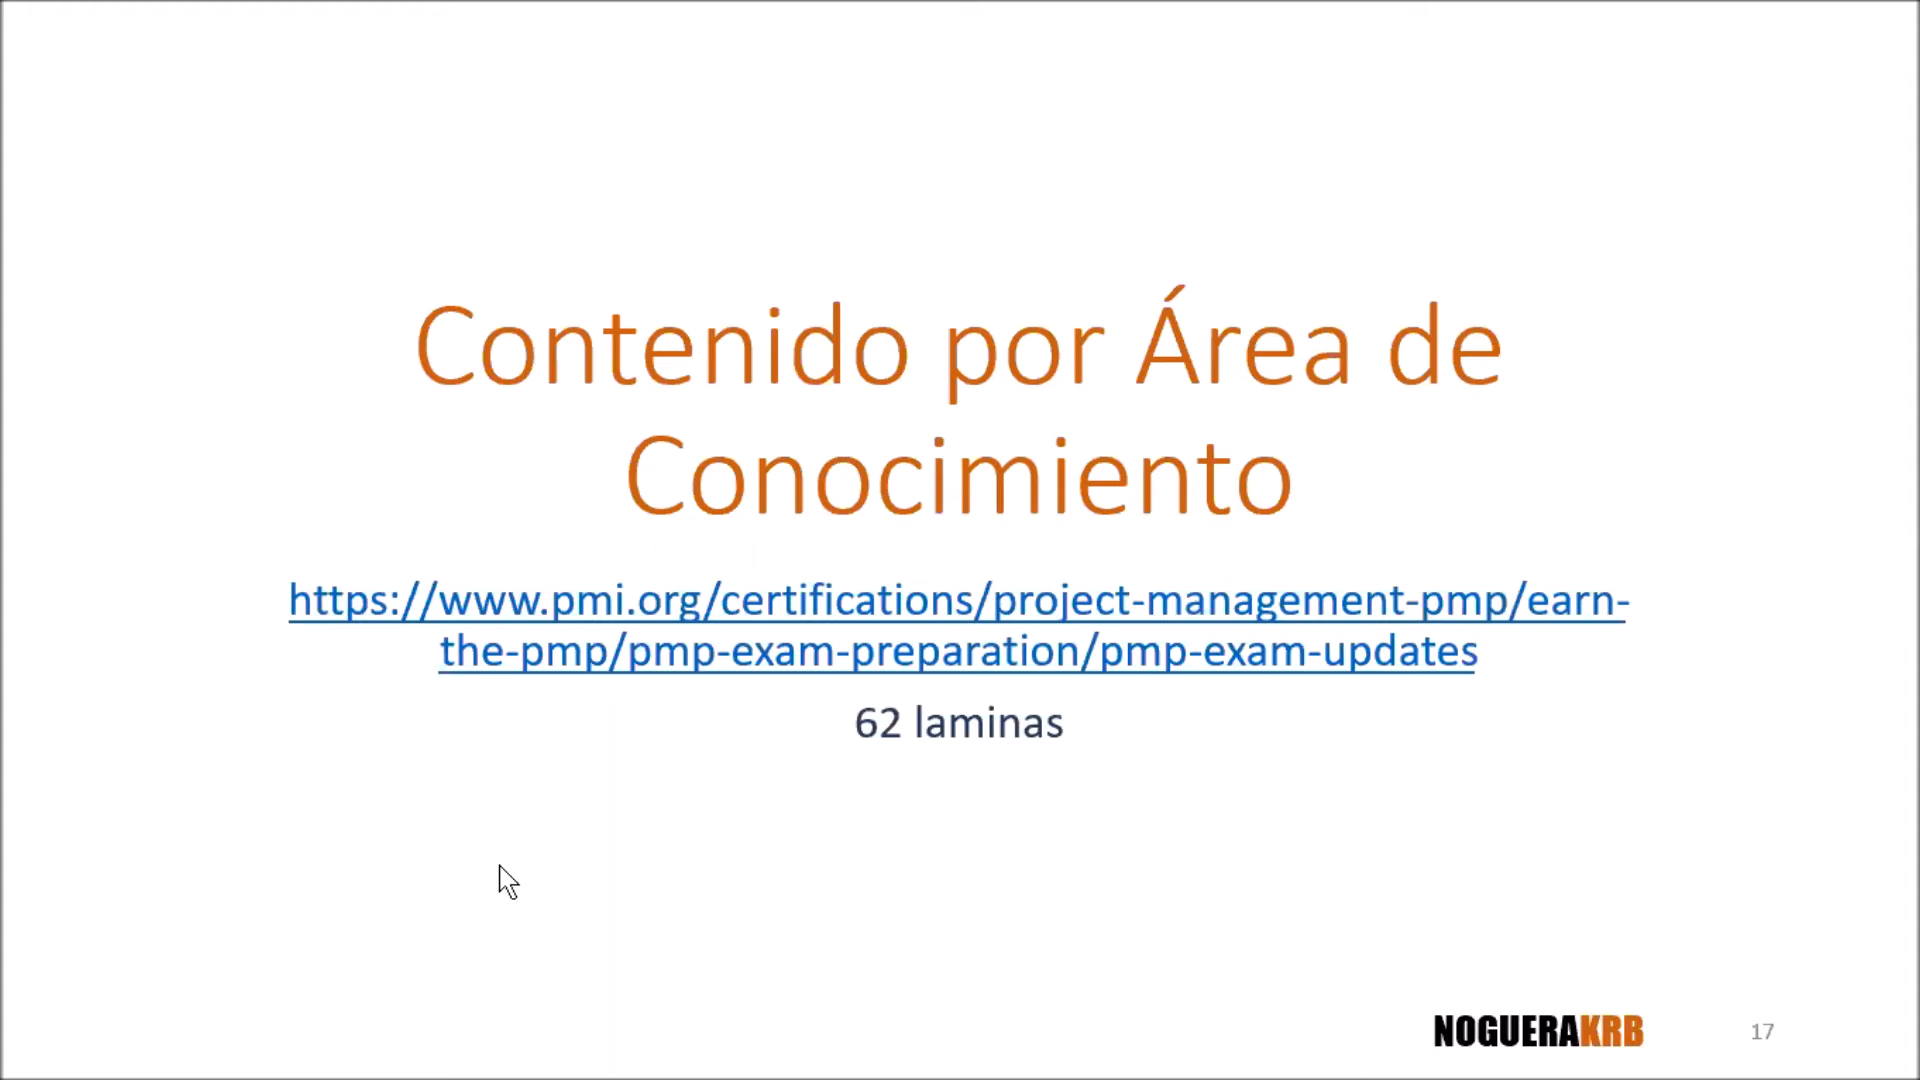 Contenido por Área de
Conocimiento
https://www.pmi.org/certifications/project-management-pmp/earn-
the-pmp/pmp-exam-preparation/pmp-exam-updates
62 laminas
NOGUERAKRB
17